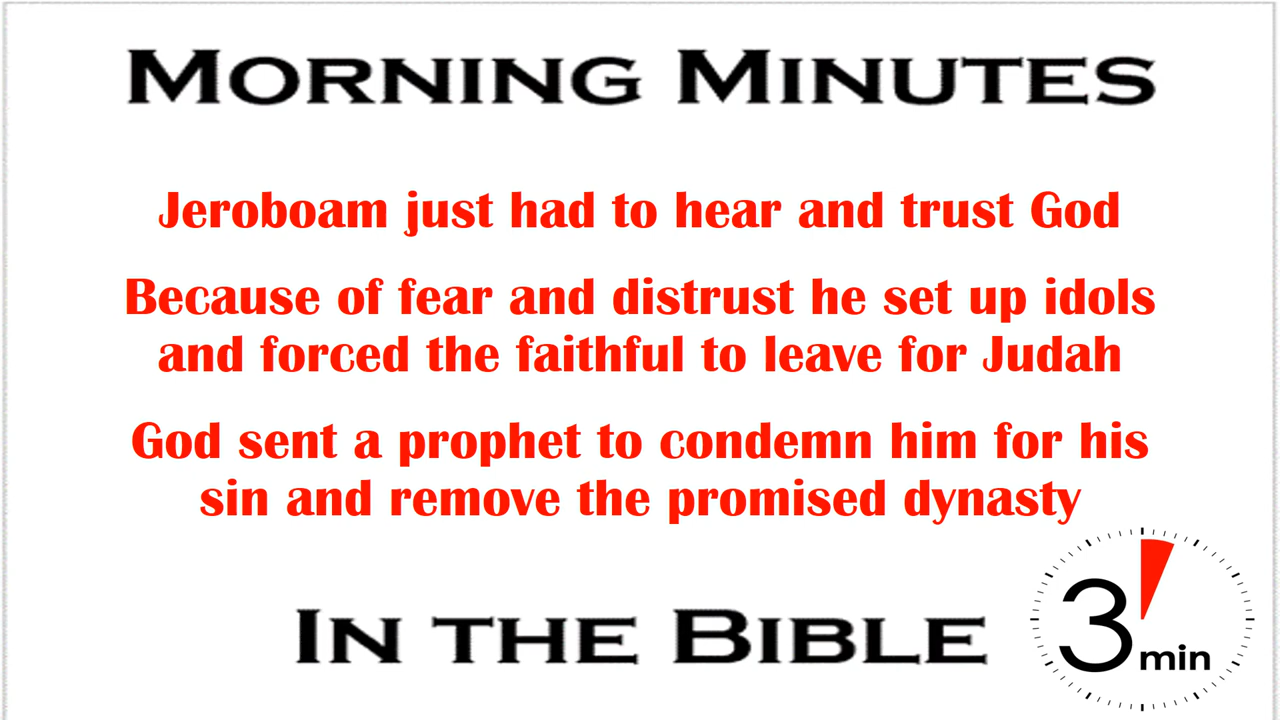 MORNING MINUTES
Jeroboam just had to hear and trust God
Because of fear and distrust he set up idols
and forced the faithful to leave for Judah
God sent a prophet to condemn him for his
sin and remove the promised dynasty
IN THE BIBLE
3 min